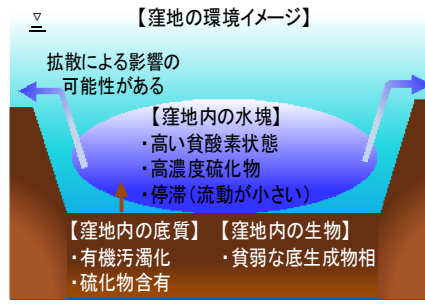 【窪地の環境イメージ】
拡散による影響の
可能性がある
【窪地内の水塊】
・高い貧酸素状態
・高濃度硫化物
・停滞(流動が小さい)
【窪地内の底質】 【窪地内の生物】
・有機汚濁化 ・貧弱な底生成物相
・硫化物含有